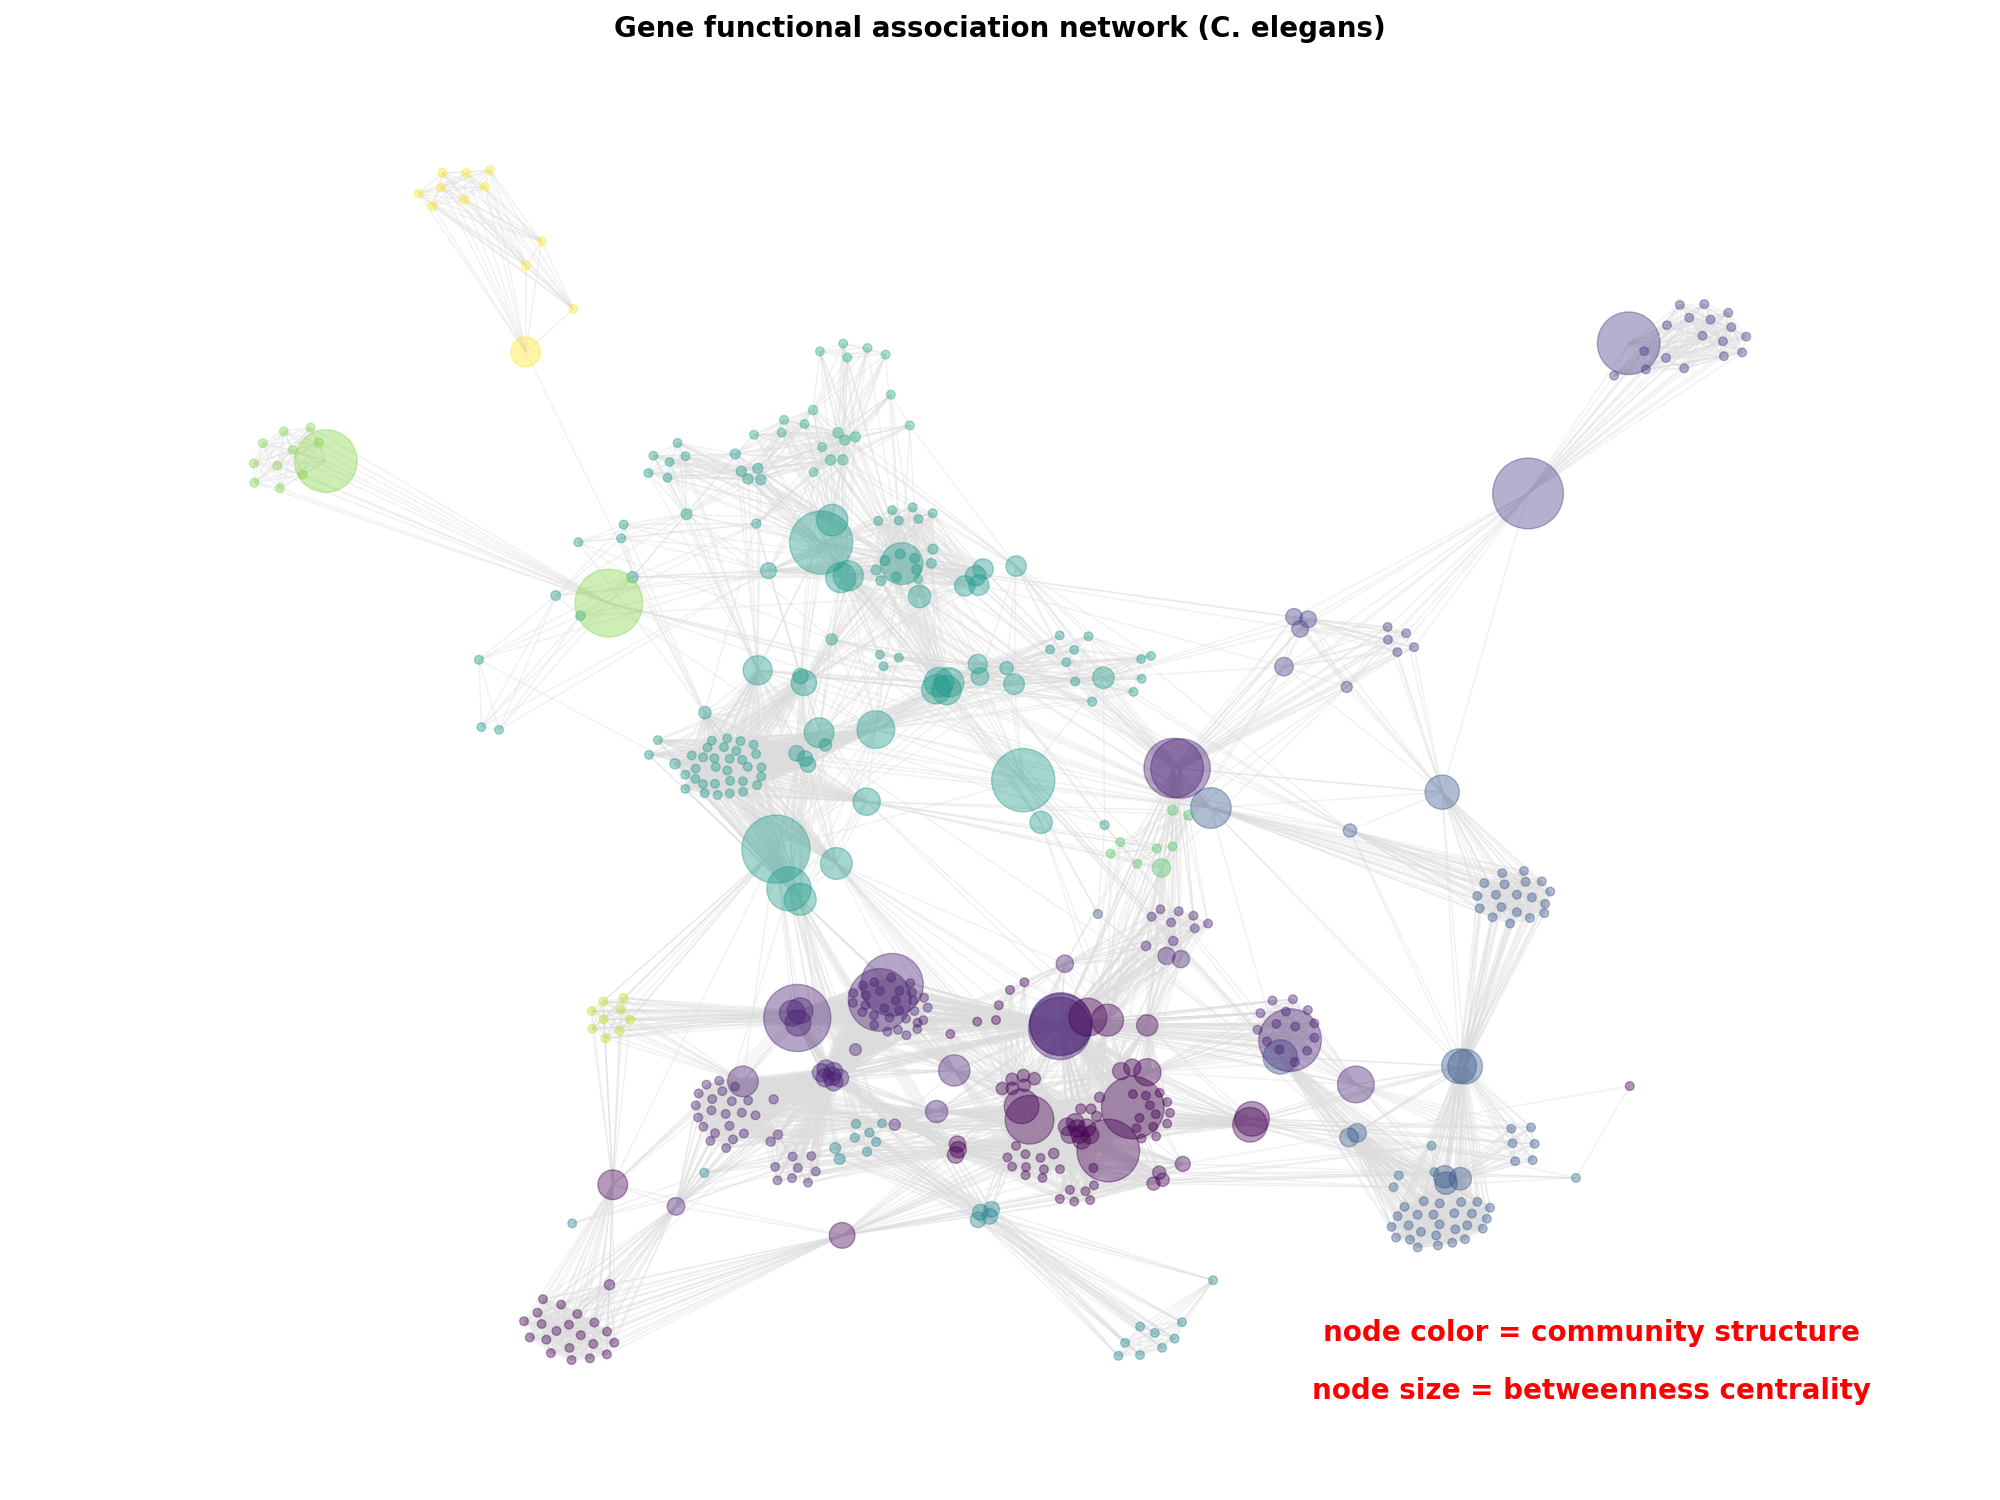 Gene functional association network (C. elegans)
node color = community structure
node size = betweenness centrality